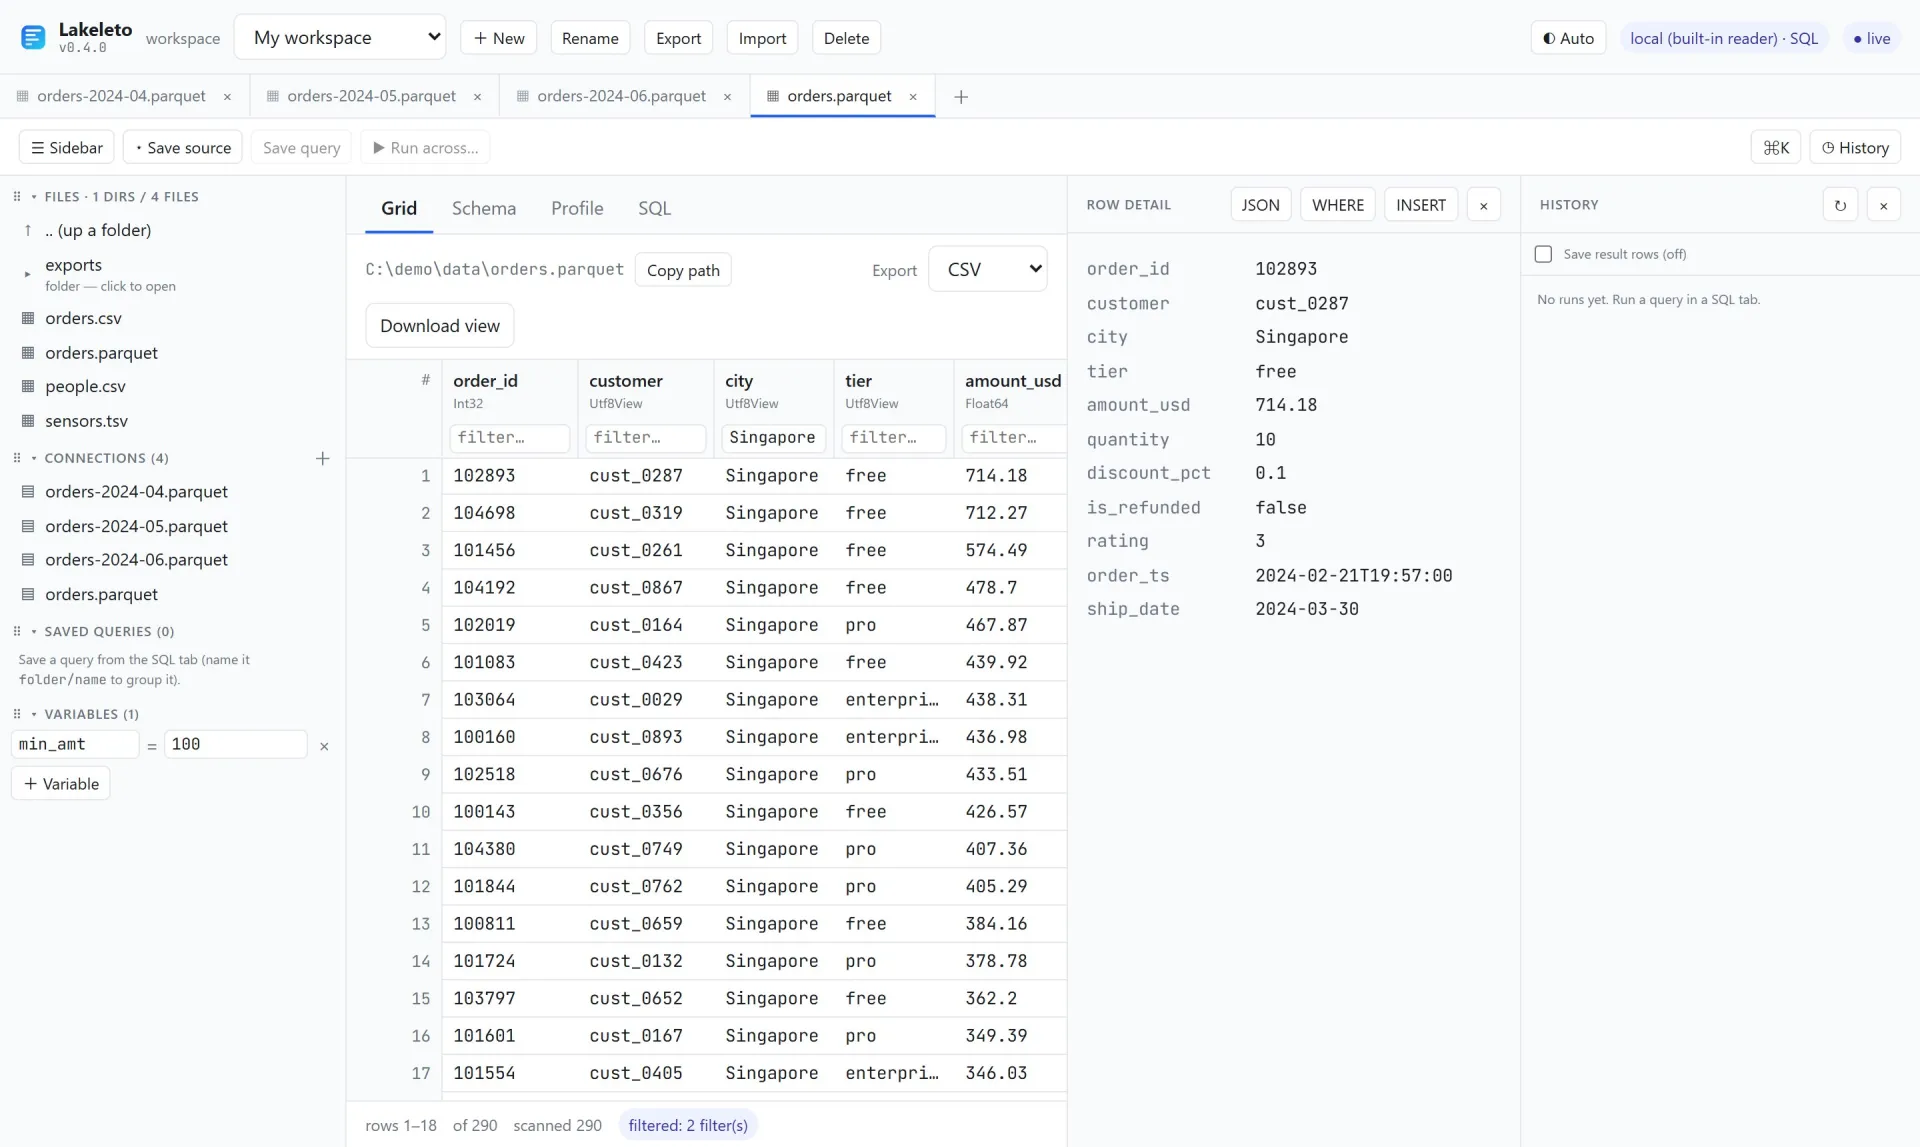 Lakeleto
v0.4.0
workspace
My workspace
+ New
Rename
Export
Import
Delete
Auto
local (built-in reader) · SQL
● live
orders-2024-04.parquet ×
orders-2024-05.parquet ×
orders-2024-06.parquet ×
orders.parquet ×
+
☰ Sidebar
· Save source
Save query
▶ Run across…
⌘K
History
FILES · 1 DIRS / 4 FILES
↑ .. (up a folder)
exports
folder — click to open
orders.csv
orders.parquet
people.csv
sensors.tsv
CONNECTIONS (4) +
orders-2024-04.parquet
orders-2024-05.parquet
orders-2024-06.parquet
orders.parquet
SAVED QUERIES (0)
Save a query from the SQL tab (name it
folder/name to group it).
VARIABLES (1)
min_amt = 100 ×
+ Variable
Grid Schema Profile SQL
C:\demo\data\orders.parquet Copy path Export CSV
Download view
# order_id customer city tier amount_usd
Int32 Utf8View Utf8View Utf8View Float64
filter… filter… Singapore filter… filter…
1 102893 cust_0287 Singapore free 714.18
2 104698 cust_0319 Singapore free 712.27
3 101456 cust_0261 Singapore free 574.49
4 104192 cust_0867 Singapore free 478.7
5 102019 cust_0164 Singapore pro 467.87
6 101083 cust_0423 Singapore free 439.92
7 103064 cust_0029 Singapore enterpri… 438.31
8 100160 cust_0893 Singapore enterpri… 436.98
9 102518 cust_0676 Singapore pro 433.51
10 100143 cust_0356 Singapore free 426.57
11 104380 cust_0749 Singapore pro 407.36
12 101844 cust_0762 Singapore pro 405.29
13 100811 cust_0659 Singapore free 384.16
14 101724 cust_0132 Singapore pro 378.78
15 103797 cust_0652 Singapore free 362.2
16 101601 cust_0167 Singapore pro 349.39
17 101554 cust_0405 Singapore enterpri… 346.03
rows 1–18 of 290 scanned 290 filtered: 2 filter(s)
ROW DETAIL JSON WHERE INSERT ×
order_id 102893
customer cust_0287
city Singapore
tier free
amount_usd 714.18
quantity 10
discount_pct 0.1
is_refunded false
rating 3
order_ts 2024-02-21T19:57:00
ship_date 2024-03-30
HISTORY ↻ ×
Save result rows (off)
No runs yet. Run a query in a SQL tab.